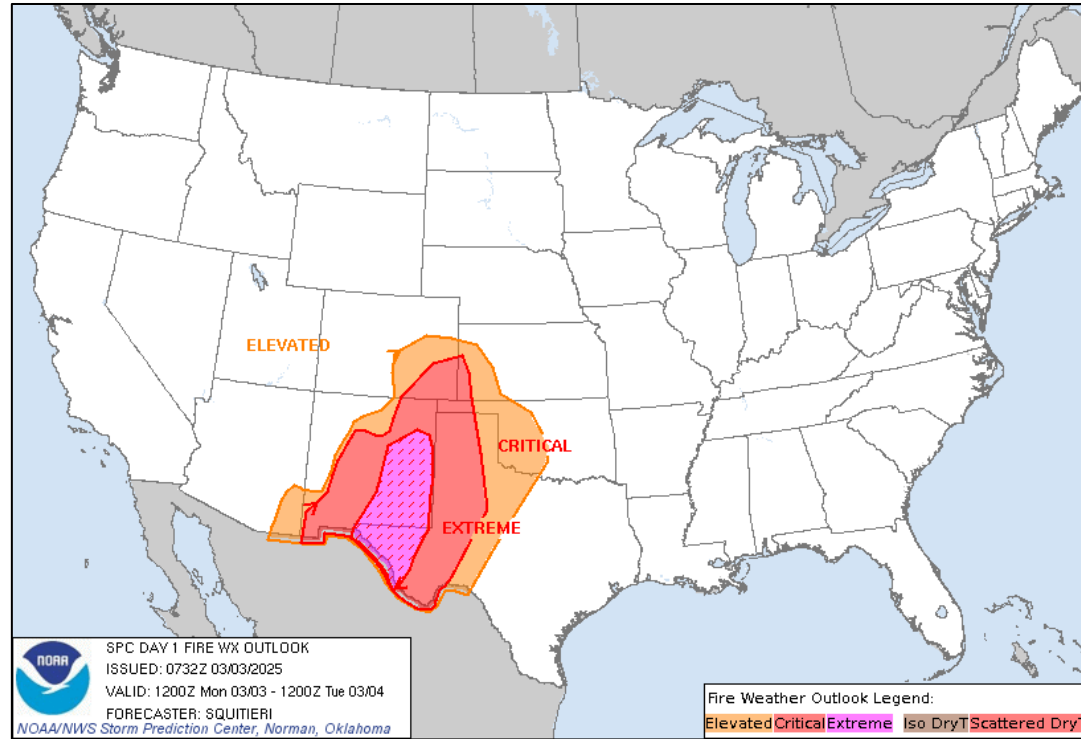 ELEVATED
CRITICAL
EXTREME
NOAA
SPC DAY 1 FIRE WX OUTLOOK
ISSUED: 0732Z 03/03/2025
VALID: 1200Z Mon 03/03 - 1200Z Tue 03/04
FORECASTER: SQUITIERI
NOAA/NWS Storm Prediction Center, Norman, Oklahoma
Fire Weather Outlook Legend:
Elevated Critical Extreme Iso DryT Scattered DryT